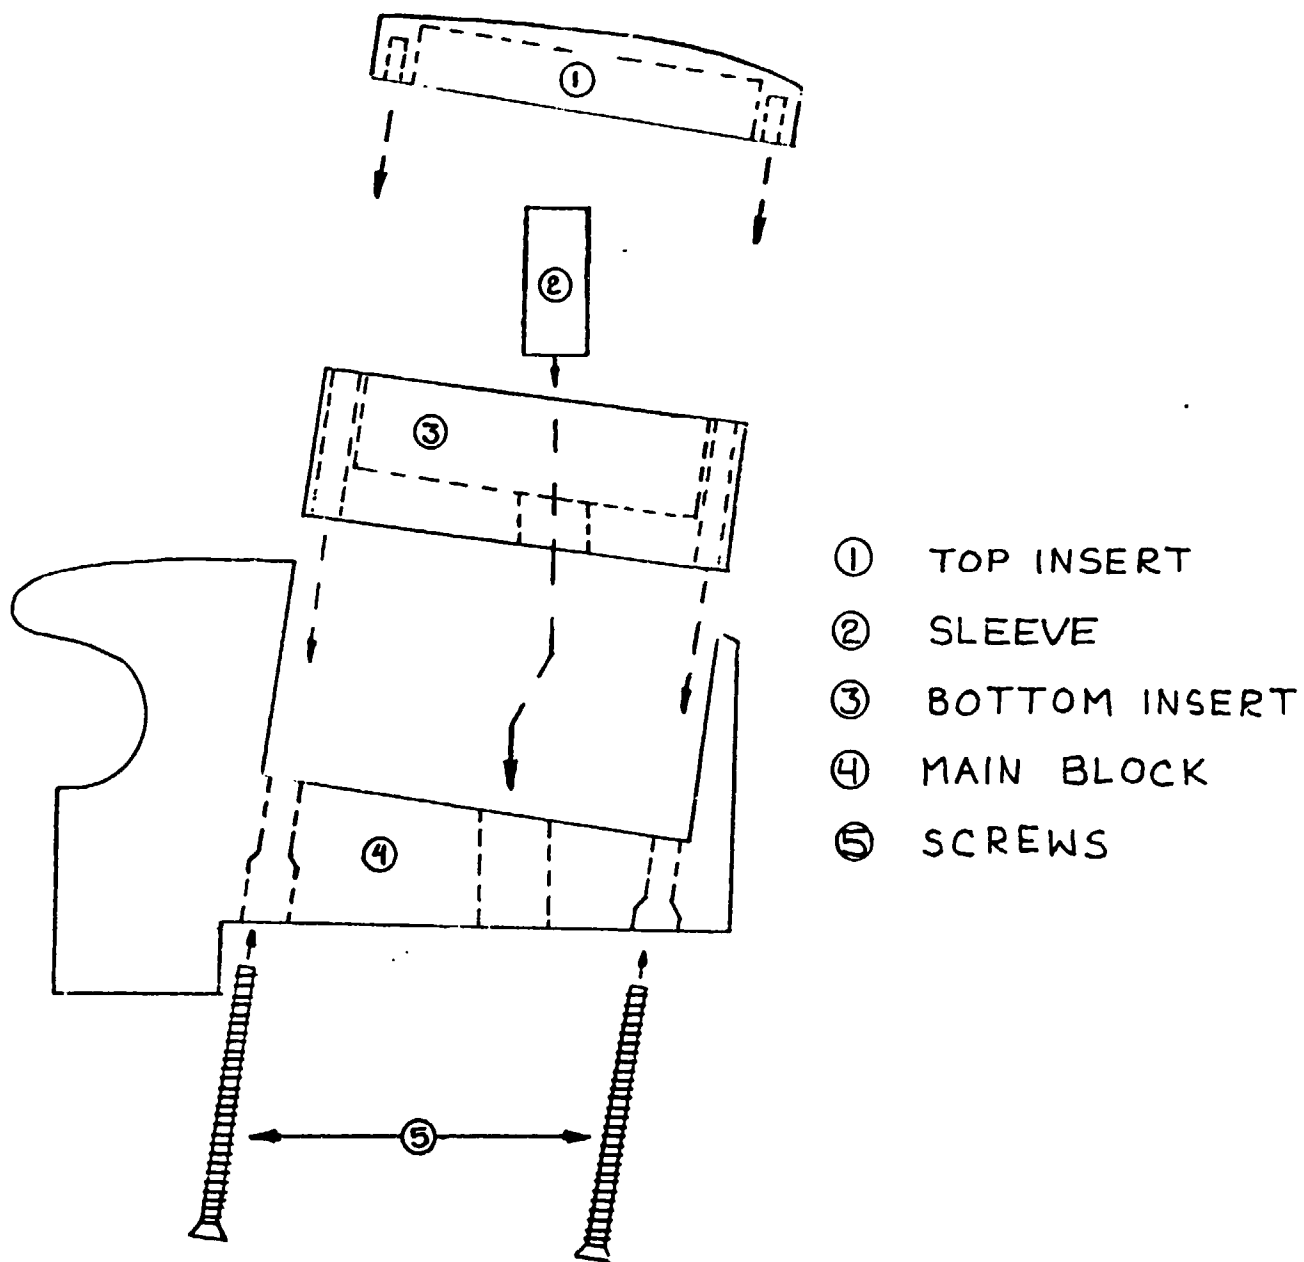 ①
②
③
① TOP INSERT
② SLEEVE
③ BOTTOM INSERT
④ MAIN BLOCK
④
⑤ SCREWS
⑤